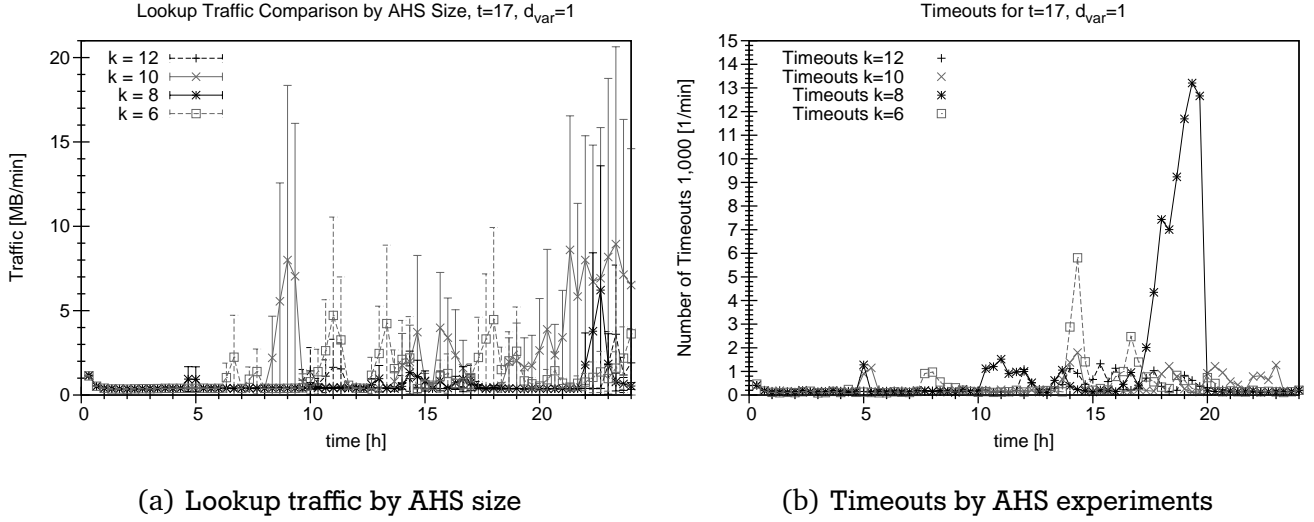 Lookup Traffic Comparison by AHS Size, t=17, d_var=1
Traffic [MB/min]
20
15
10
5
0
k = 12
k = 10
k = 8
k = 6
0 5 10 15 20
time [h]
(a) Lookup traffic by AHS size
Timeouts for t=17, d_var=1
Number of Timeouts 1,000 [1/min]
15
14
13
12
11
10
9
8
7
6
5
4
3
2
1
0
Timeouts k=12
Timeouts k=10
Timeouts k=8
Timeouts k=6
0 5 10 15 20
time [h]
(b) Timeouts by AHS experiments